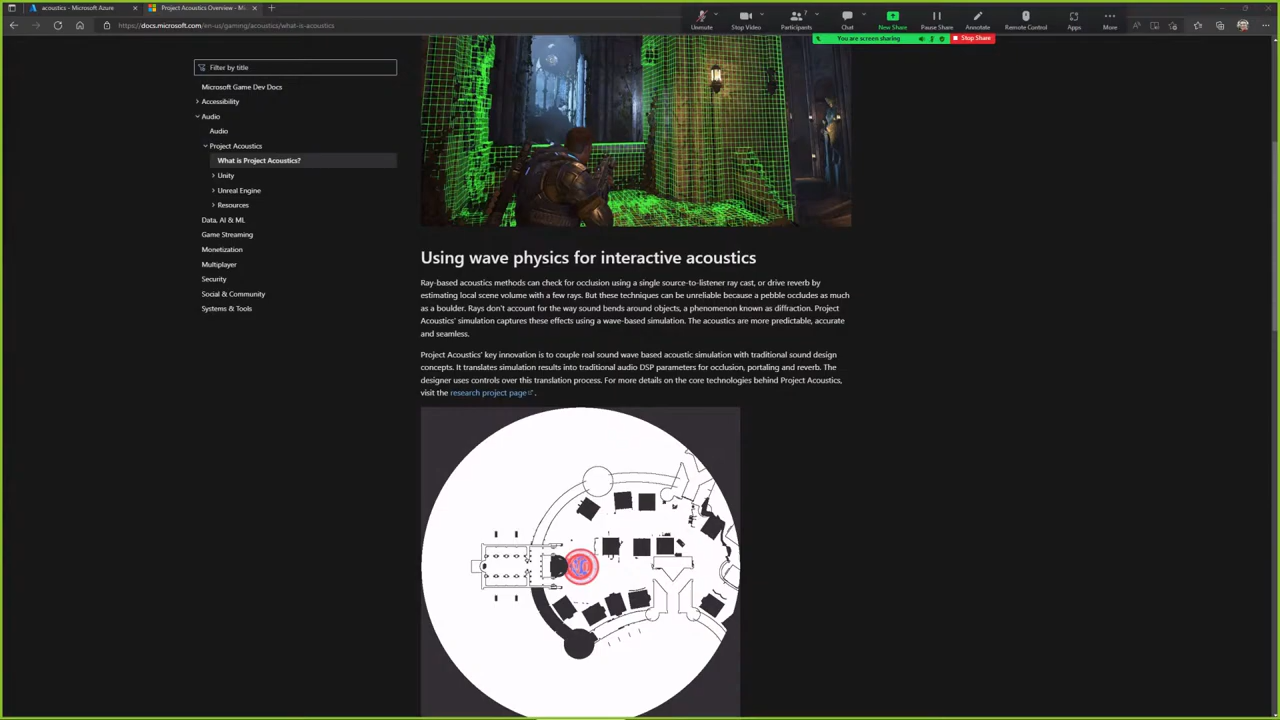 acoustics - Microsoft Azure
Project Acoustics Overview - Mi...
https://docs.microsoft.com/en-us/gaming/acoustics/what-is-acoustics
Unmute
Stop Video
7
Participants
Chat
New Share
Pause Share
Annotate
Remote Control
Apps
More
You are screen sharing
Stop Share
Filter by title
Microsoft Game Dev Docs
Accessibility
Audio
Audio
Project Acoustics
What is Project Acoustics?
Unity
Unreal Engine
Resources
Data, AI & ML
Game Streaming
Monetization
Multiplayer
Security
Social & Community
Systems & Tools
Using wave physics for interactive acoustics
Ray-based acoustics methods can check for occlusion using a single source-to-listener ray cast, or drive reverb by
estimating local scene volume with a few rays. But these techniques can be unreliable because a pebble occludes as much
as a boulder. Rays don't account for the way sound bends around objects, a phenomenon known as diffraction. Project
Acoustics' simulation captures these effects using a wave-based simulation. The acoustics are more predictable, accurate
and seamless.
Project Acoustics' key innovation is to couple real sound wave based acoustic simulation with traditional sound design
concepts. It translates simulation results into traditional audio DSP parameters for occlusion, portaling and reverb. The
designer uses controls over this translation process. For more details on the core technologies behind Project Acoustics,
visit the research project page .